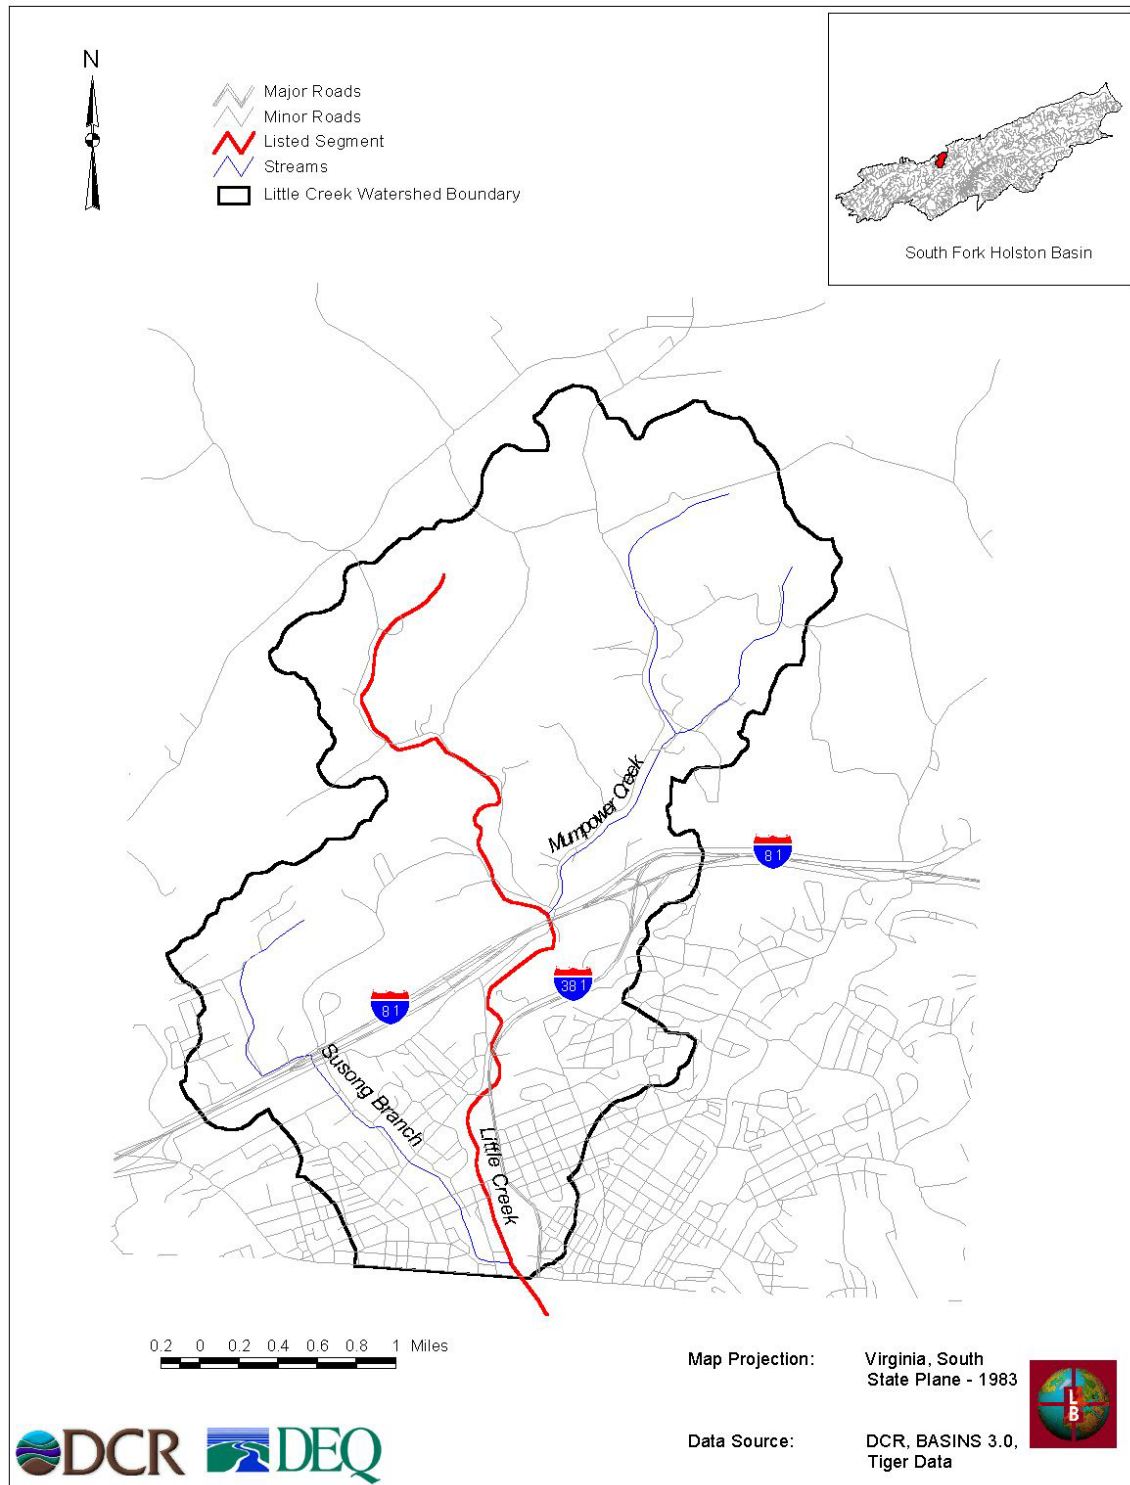 N
Major Roads
Minor Roads
Listed Segment
Streams
Little Creek Watershed Boundary
South Fork Holston Basin
Mumpower Creek
81
381
81
Susong Branch
Little Creek
0.2 0 0.2 0.4 0.6 0.8 1 Miles
Map Projection: Virginia, South
State Plane - 1983
Data Source: DCR, BASINS 3.0,
Tiger Data
LB
DCR DEQ